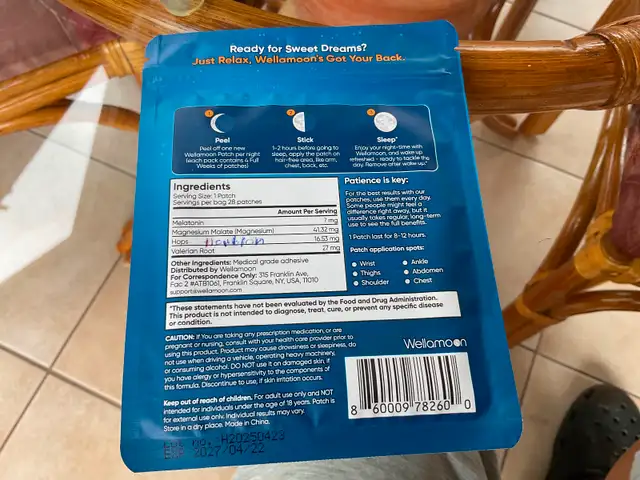 Ready for Sweet Dreams?
Just Relax, Wellamoon's Got Your Back.
1
2
3
Peel
Peel off one new
Wellamoon Patch per night
(each pack contains 4 Full
Weeks of patches)
Stick
1-2 hours before going to
sleep, apply the patch on
hair-free area, like arm,
chest, back, etc.
Sleep*
Enjoy your night-time with
Wellamoon, and wake up
refreshed - ready to tackle the
day. Remove after wake up.*
Ingredients
Serving Size: 1 Patch
Servings per bag 28 patches
Amount Per Serving
Melatonin 7 mg
Magnesium Malate (Magnesium) 41.32 mg
Hops 16.53 mg
Valerian Root 27 mg
Other Ingredients: Medical grade adhesive
Distributed by Wellamoon
For Correspondence Only: 315 Franklin Ave,
Fac 2 #ATB1061, Franklin Square, NY, USA, 11010
support@wellamoon.com
Patience is key:
For the best results with our
patches, use them every day.
Some people might feel a
difference right away, but it
usually takes regular, long-term
use to see the full benefits.
1 Patch last for 8-12 hours.
Patch application spots:
Wrist
Ankle
Thighs
Abdomen
Shoulder
Chest
*These statements have not been evaluated by the Food and Drug Administration.
This product is not intended to diagnose, treat, cure, or prevent any specific disease
or condition.
CAUTION: If you are taking any prescription medication, or are
pregnant or nursing, consult with your health care provider prior to
using this product. Product may cause drowsiness or sleepiness, do
not use when driving a vehicle, operating heavy machinery,
or consuming alcohol. DO NOT use it on damaged skin, if
you have allergy or hypersensitivity to the components of
this formula. Discontinue to use, if skin irritation occurs.
Keep out of reach of children. For adult use only and NOT
intended for individuals under the age of 18 years. Patch is
for external use only. Individual results may vary.
Store in a dry place. Made in China.
Wellamoon
8 60009 78260 0
Lot No. :H20250423
2027/04/22